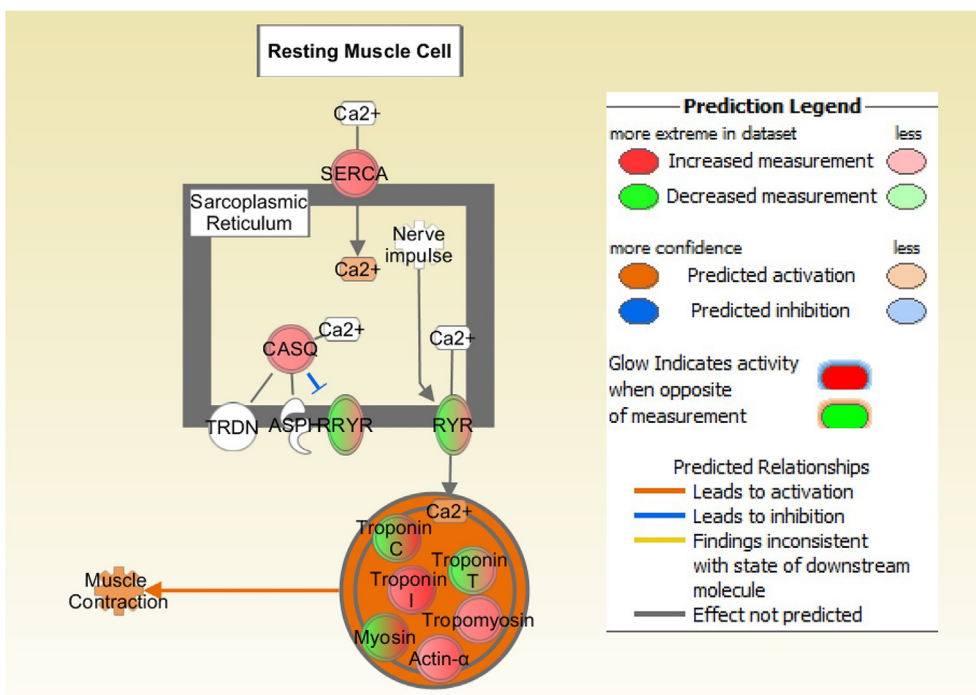 Resting Muscle Cell
Ca2+
SERCA
Sarcoplasmic
Reticulum
Nerve
impulse
Ca2+
Ca2+
Ca2+
CASQ
TRDN
ASPH
RRYR
RYR
Ca2+
Troponin
C
Troponin
T
Troponin
I
Tropomyosin
Myosin
Actin-α
Muscle
Contraction
Prediction Legend
more extreme in dataset less
Increased measurement
Decreased measurement
more confidence less
Predicted activation
Predicted inhibition
Glow Indicates activity
when opposite
of measurement
Predicted Relationships
Leads to activation
Leads to inhibition
Findings inconsistent
with state of downstream
molecule
Effect not predicted